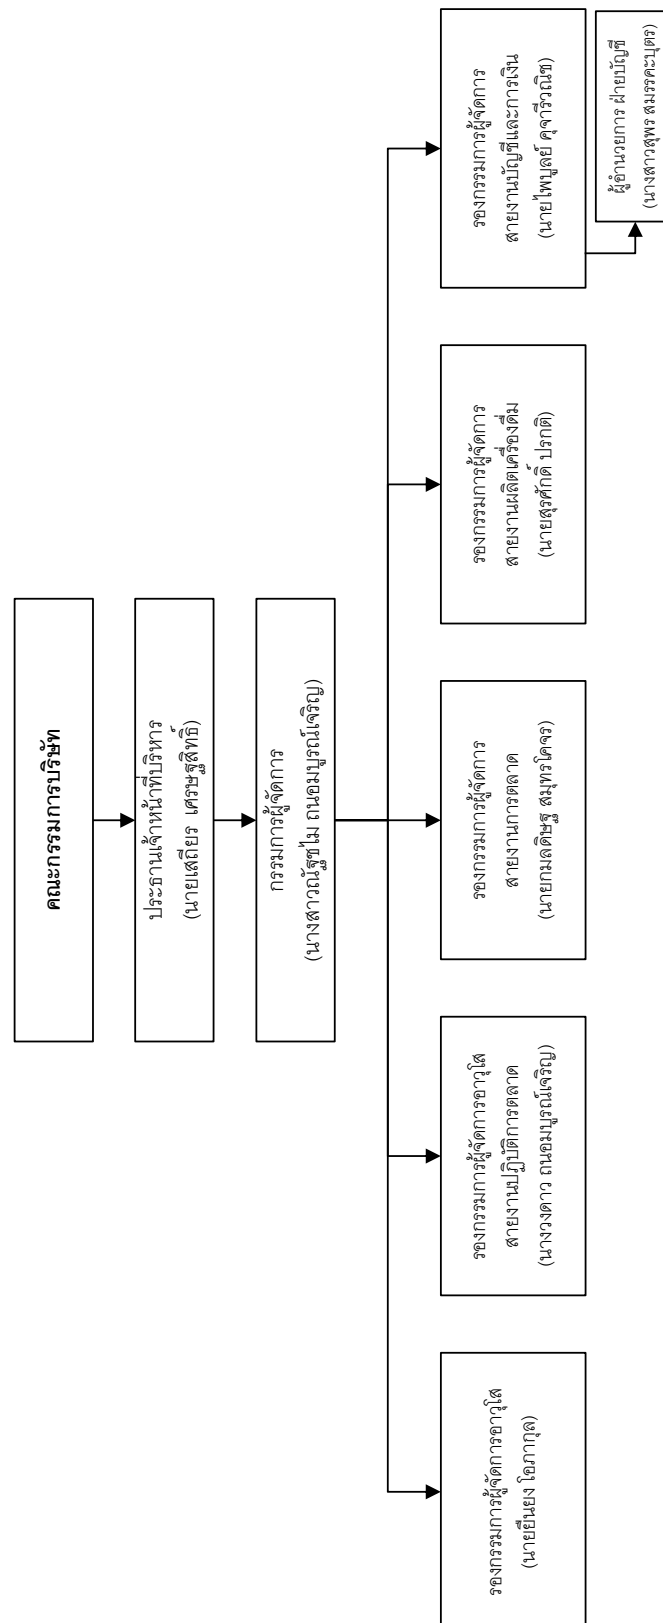 คณะกรรมการบริษัท
ประธานเจ้าหน้าที่บริหาร
(นายเสถียร เศรษฐสิทธิ์)
กรรมการผู้จัดการ
(นางสาวณัฐชไม ถนอมบูรณ์เจริญ)
รองกรรมการผู้จัดการอาวุโส
(นายยืนยง โอภากุล)
รองกรรมการผู้จัดการอาวุโส
สายงานปฏิบัติการตลาด
(นางวงดาว ถนอมบูรณ์เจริญ)
รองกรรมการผู้จัดการ
สายงานการตลาด
(นายกมลดิษฐ สมุทรโคจร)
รองกรรมการผู้จัดการ
สายงานผลิตเครื่องดื่ม
(นายสุรศักดิ์ ปรกติ)
รองกรรมการผู้จัดการ
สายงานบัญชีและการเงิน
(นายไพบูลย์ คุจารีวณิช)
ผู้อำนวยการ ฝ่ายบัญชี
(นางสาวสุพร สมรรคะบุตร)